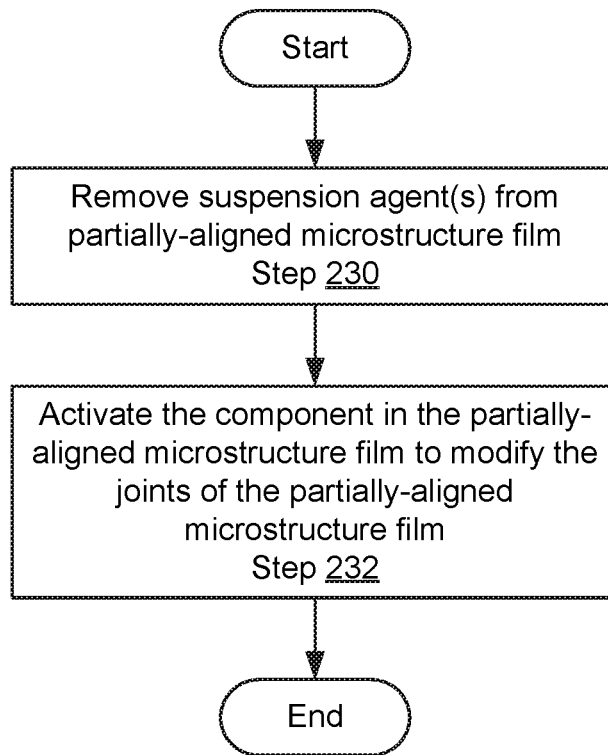 Start
Remove suspension agent(s) from
partially-aligned microstructure film
Step 230
Activate the component in the partially-
aligned microstructure film to modify the
joints of the partially-aligned
microstructure film
Step 232
End